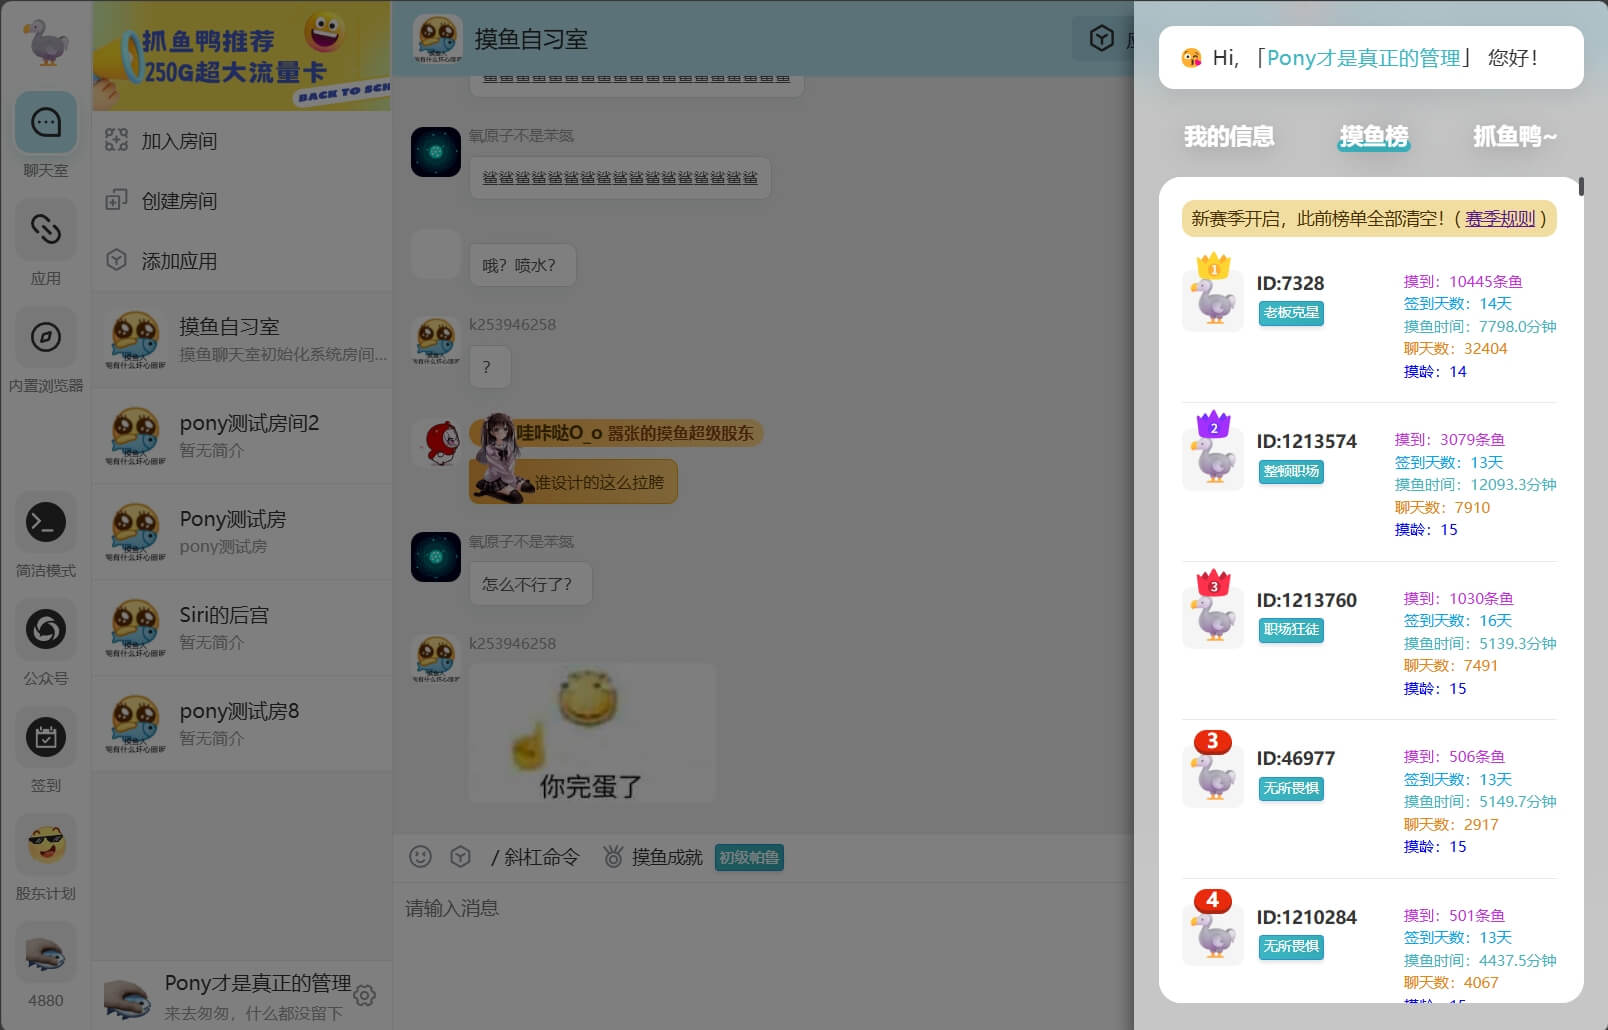 聊天室
应用
内置浏览器
简洁模式
公众号
签到
股东计划
4880
抓鱼鸭推荐
250G超大流量卡
BACK TO SCH
加入房间
创建房间
添加应用
摸鱼自习室
摸鱼聊天室初始化系统房间...
pony测试房间2
暂无简介
Pony测试房
pony测试房
Siri的后宫
暂无简介
pony测试房8
暂无简介
Pony才是真正的管理
来去匆匆，什么都没留下
摸鱼自习室
氧原子不是苯氮
鲨鲨鲨鲨鲨鲨鲨鲨鲨鲨鲨鲨鲨鲨鲨鲨鲨
哦？喷水？
k253946258
？
哇咔哒O_o 嚣张的摸鱼超级股东
谁设计的这么拉胯
氧原子不是苯氮
怎么不行了？
k253946258
你完蛋了
/ 斜杠命令
摸鱼成就
初级帕鲁
请输入消息
Hi, 「Pony才是真正的管理」 您好！
我的信息
摸鱼榜
抓鱼鸭~
新赛季开启，此前榜单全部清空！( 赛季规则 )
1
ID:7328
老板克星
摸到：10445条鱼
签到天数：14天
摸鱼时间：7798.0分钟
聊天数：32404
摸龄：14
2
ID:1213574
整顿职场
摸到：3079条鱼
签到天数：13天
摸鱼时间：12093.3分钟
聊天数：7910
摸龄：15
3
ID:1213760
职场狂徒
摸到：1030条鱼
签到天数：16天
摸鱼时间：5139.3分钟
聊天数：7491
摸龄：15
3
ID:46977
无所畏惧
摸到：506条鱼
签到天数：13天
摸鱼时间：5149.7分钟
聊天数：2917
摸龄：15
4
ID:1210284
无所畏惧
摸到：501条鱼
签到天数：13天
摸鱼时间：4437.5分钟
聊天数：4067